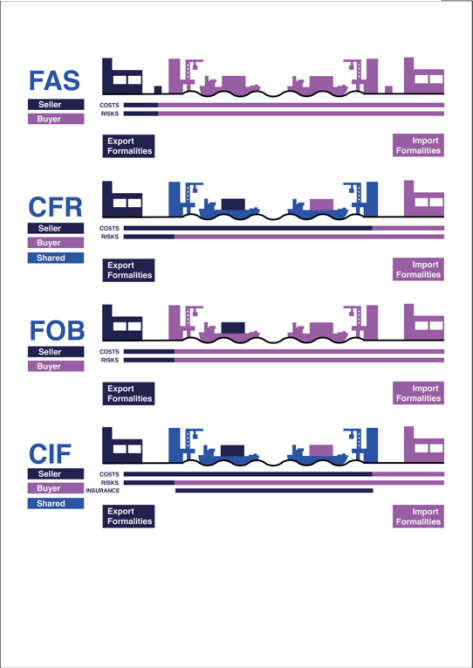 FAS
Seller
Buyer
COSTS
RISKS
Export
Formalities
Import
Formalities
CFR
Seller
Buyer
Shared
COSTS
RISKS
Export
Formalities
Import
Formalities
FOB
Seller
Buyer
COSTS
RISKS
Export
Formalities
Import
Formalities
CIF
Seller
Buyer
Shared
COSTS
RISKS
INSURANCE
Export
Formalities
Import
Formalities